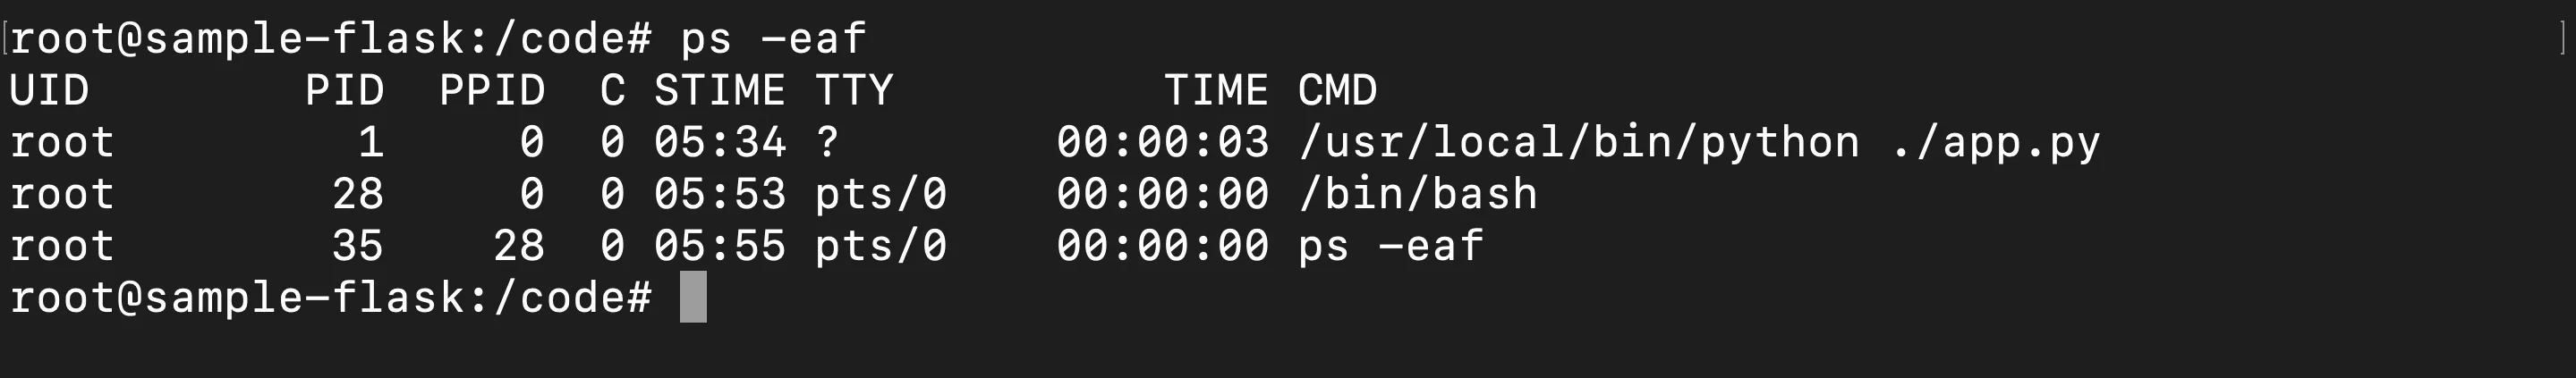 [root@sample-flask:/code# ps -eaf ]
UID        PID  PPID  C STIME TTY          TIME CMD
root         1     0  0 05:34 ?        00:00:03 /usr/local/bin/python ./app.py
root        28     0  0 05:53 pts/0    00:00:00 /bin/bash
root        35    28  0 05:55 pts/0    00:00:00 ps -eaf
root@sample-flask:/code#